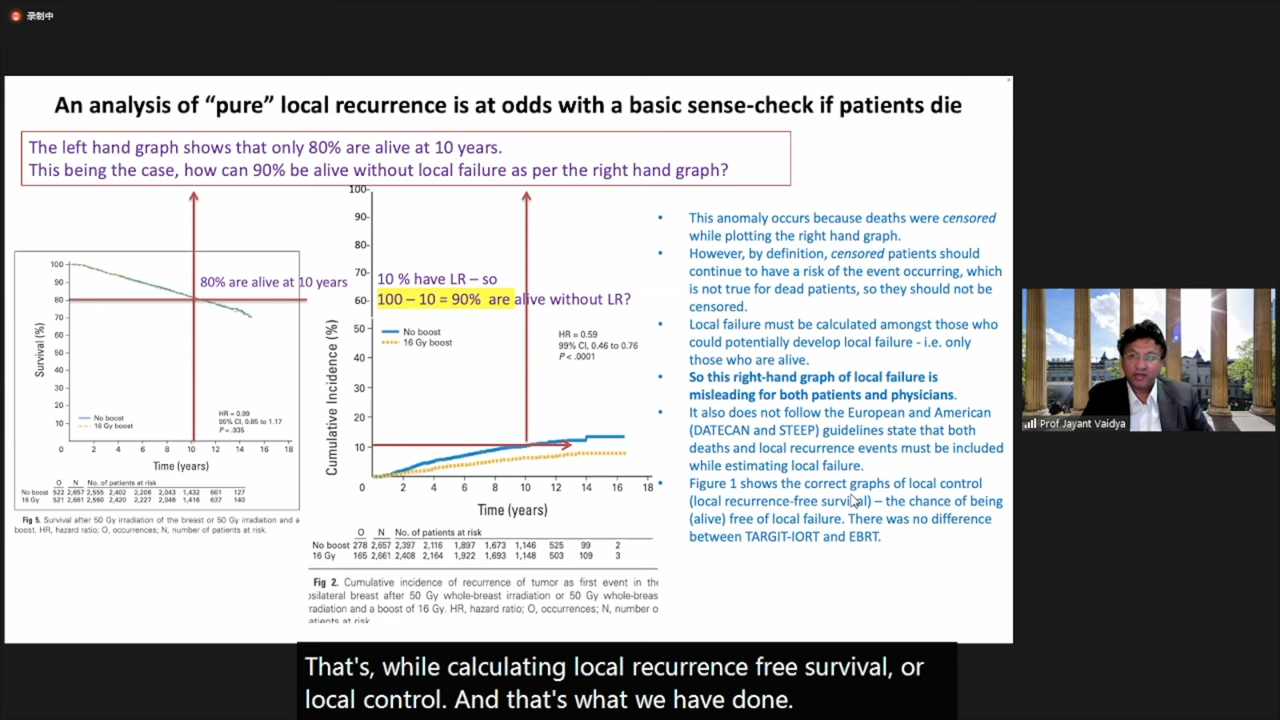 录制中
An analysis of “pure” local recurrence is at odds with a basic sense-check if patients die
The left hand graph shows that only 80% are alive at 10 years.
This being the case, how can 90% be alive without local failure as per the right hand graph?
100
90
80
70
60
50
40
30
20
10
Survival (%)
80% are alive at 10 years
No boost
16 Gy boost
HR = 0.99
95% CI, 0.85 to 1.17
P = .935
0 2 4 6 8 10 12 14 16 18
Time (years)
O N No. of patients at risk
No boost 522 2,657 2,555 2,402 2,206 2,043 1,432 661 127
16 Gy 521 2,661 2,560 2,420 2,227 2,046 1,416 637 140
Fig 5. Survival after 50 Gy irradiation of the breast or 50 Gy irradiation and a
boost. HR, hazard ratio; O, occurrences; N, number of patients at risk.
100-
90-
80-
70-
60-
50
40
30
20
10
Cumulative Incidence (%)
10 % have LR – so
100 – 10 = 90% are alive without LR?
No boost
16 Gy boost
HR = 0.59
99% CI, 0.46 to 0.76
P < .0001
0 2 4 6 8 10 12 14 16 18
Time (years)
O N No. of patients at risk
No boost 278 2,657 2,397 2,116 1,897 1,673 1,146 525 99 2
16 Gy 165 2,661 2,408 2,164 1,922 1,693 1,148 503 109 3
Fig 2. Cumulative incidence of recurrence of tumor as first event in the
psilateral breast after 50 Gy whole-breast irradiation or 50 Gy whole-breas
radiation and a boost of 16 Gy. HR, hazard ratio; O, occurrences; N, number o
atients at risk
• This anomaly occurs because deaths were censored
while plotting the right hand graph.
• However, by definition, censored patients should
continue to have a risk of the event occurring, which
is not true for dead patients, so they should not be
censored.
• Local failure must be calculated amongst those who
could potentially develop local failure - i.e. only
those who are alive.
• So this right-hand graph of local failure is
misleading for both patients and physicians.
• It also does not follow the European and American
(DATECAN and STEEP) guidelines state that both
deaths and local recurrence events must be included
while estimating local failure.
• Figure 1 shows the correct graphs of local control
(local recurrence-free survival) – the chance of being
(alive) free of local failure. There was no difference
between TARGIT-IORT and EBRT.
Prof Jayant Vaidya
That's, while calculating local recurrence free survival, or
local control. And that's what we have done.